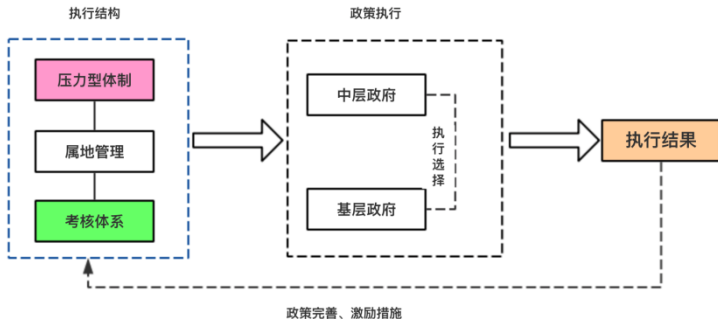 执行结构
政策执行
压力型体制
属地管理
考核体系
中层政府
执行选择
基层政府
执行结果
政策完善、激励措施